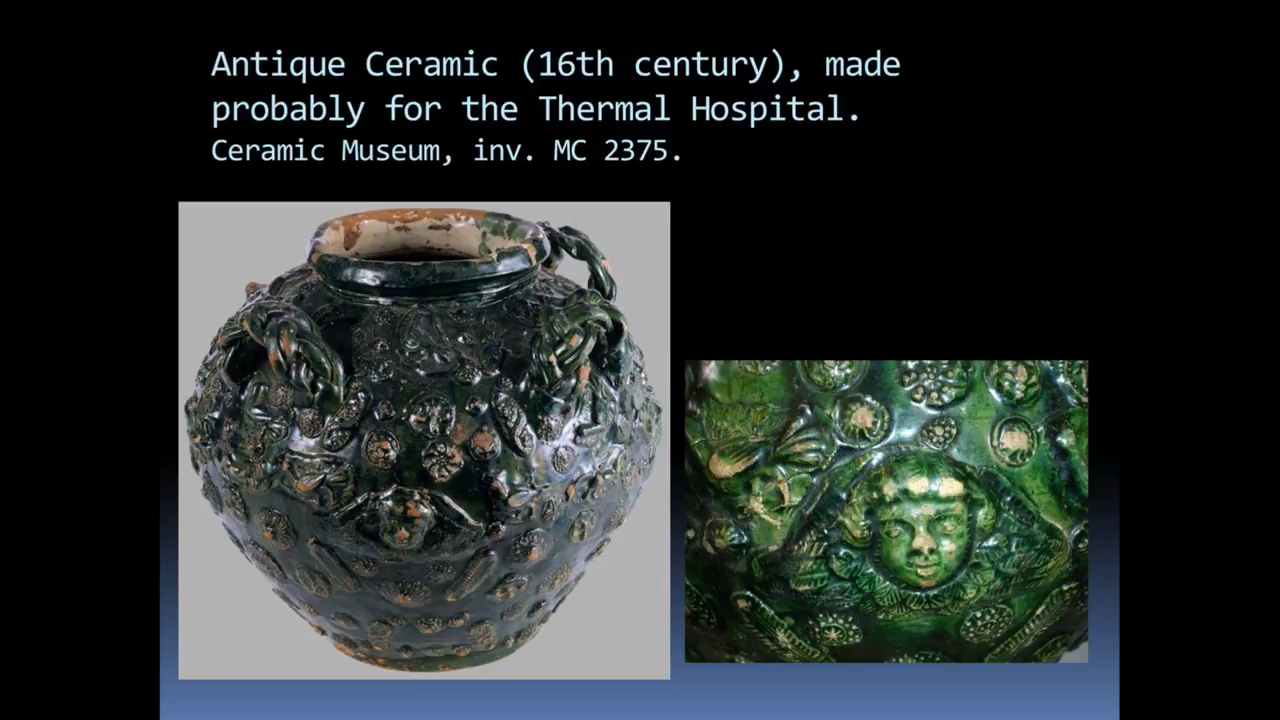 Antique Ceramic (16th century), made
probably for the Thermal Hospital.
Ceramic Museum, inv. MC 2375.